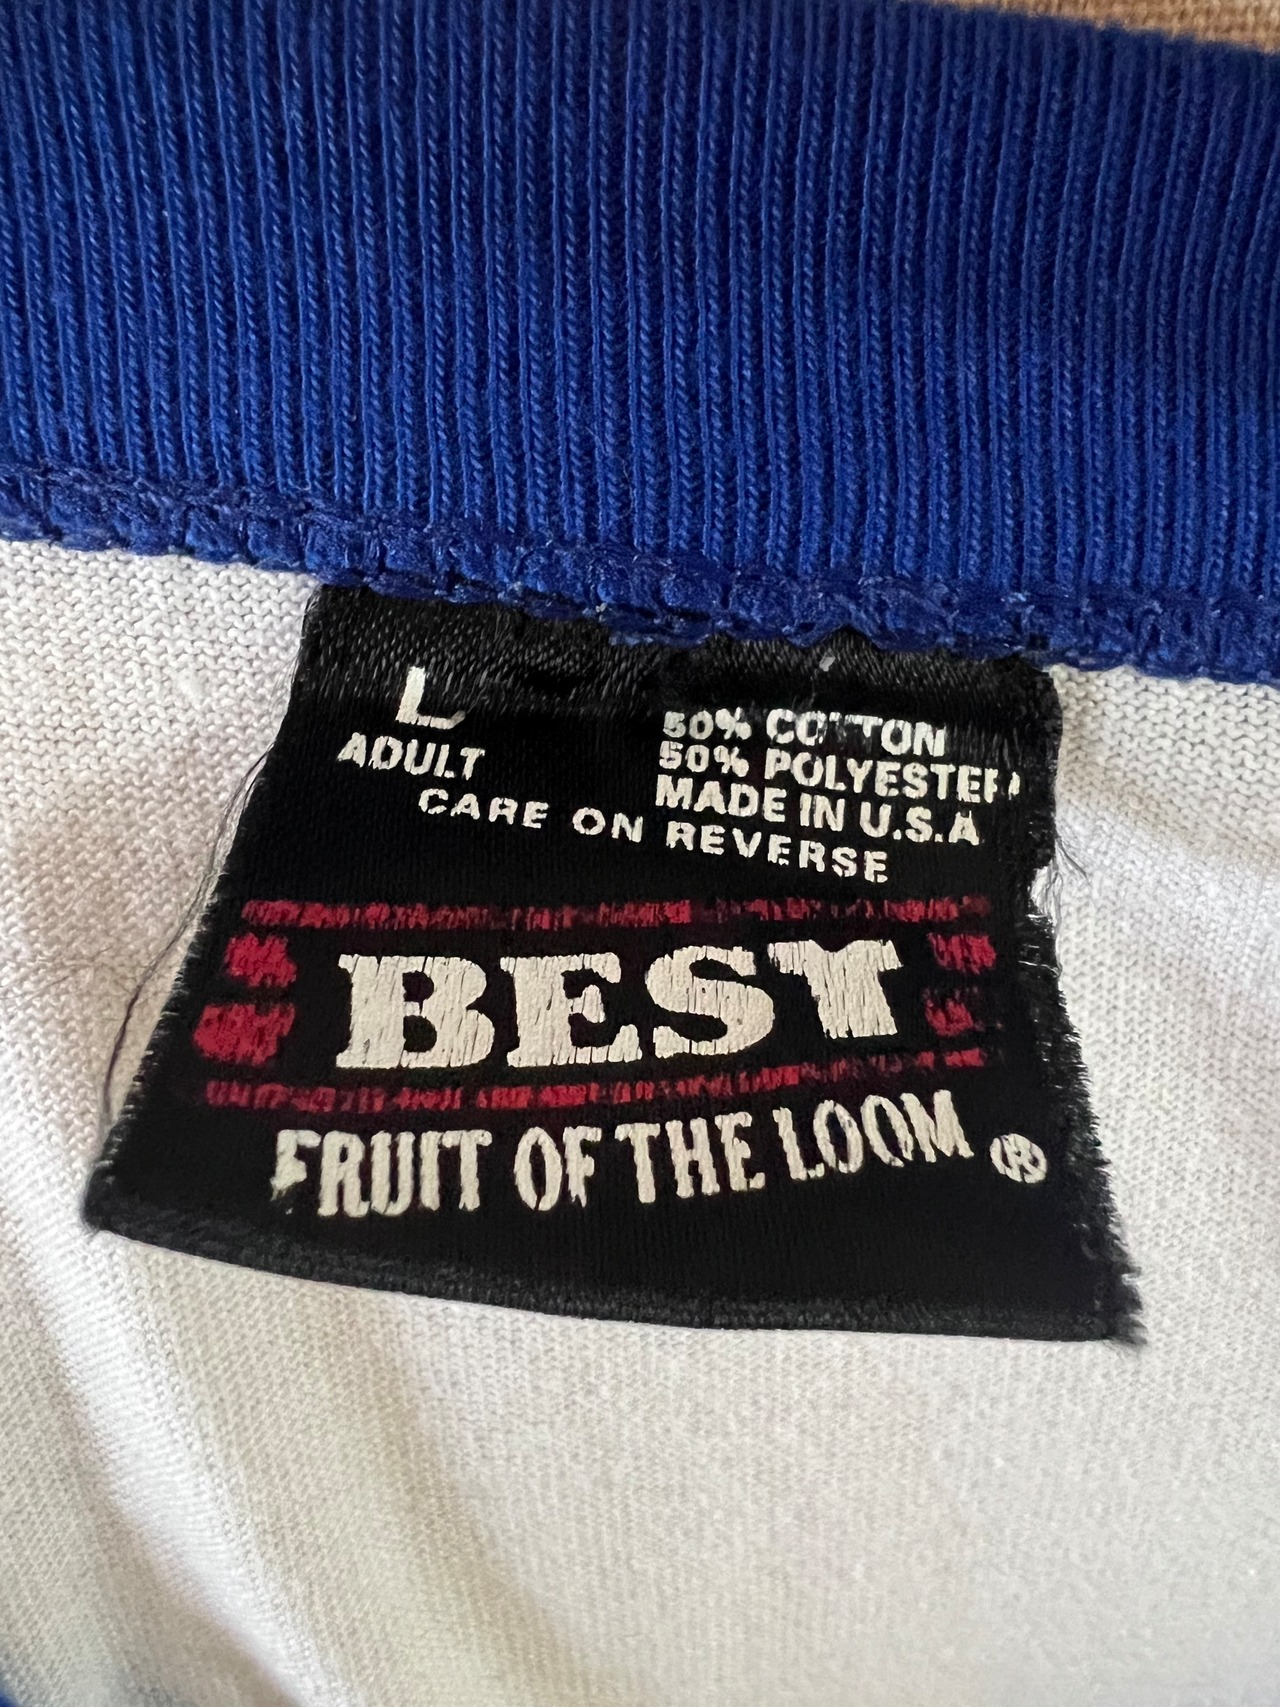 L
ADULT
50% COTTON
50% POLYESTER
MADE IN U.S.A
CARE ON REVERSE
BEST
FRUIT OF THE LOOM ®